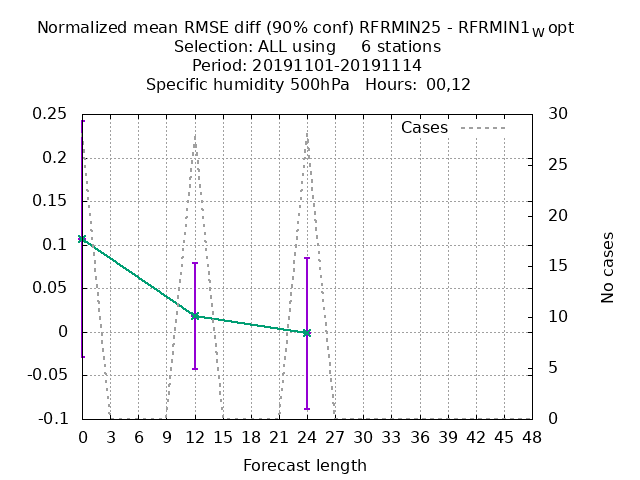 Normalized mean RMSE diff (90% conf) RFRMIN25 - RFRMIN1_W opt
Selection: ALL using 6 stations
Period: 20191101-20191114
Specific humidity 500hPa Hours: 00,12
Cases
0.25
0.2
0.15
0.1
0.05
0
-0.05
-0.1
30
25
20
15
10
5
0
No cases
0 3 6 9 12 15 18 21 24 27 30 33 36 39 42 45 48
Forecast length